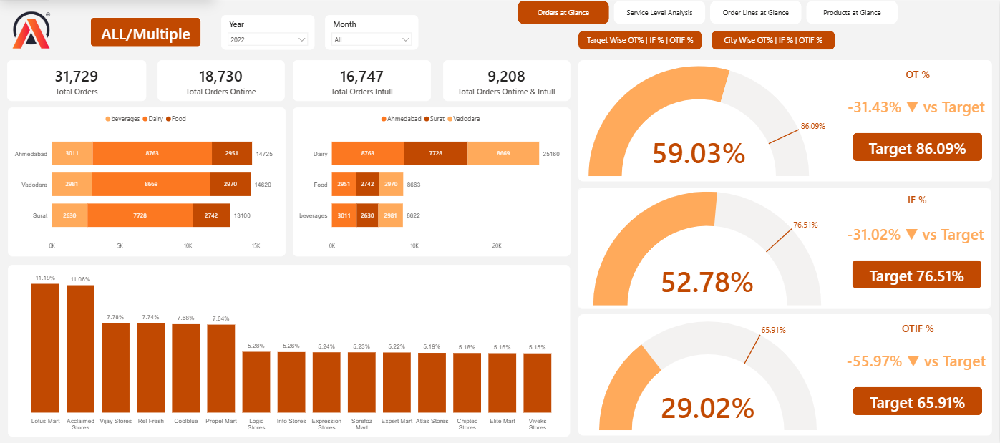 ®
ALL/Multiple
Year
2022
Month
All
Orders at Glance
Service Level Analysis
Order Lines at Glance
Products at Glance
Target Wise OT% | IF % | OTIF %
City Wise OT% | IF % | OTIF %
31,729
Total Orders
18,730
Total Orders Ontime
16,747
Total Orders Infull
9,208
Total Orders Ontime & Infull
beverages Dairy Food
Ahmedabad 3011 8763 2951 14725
Vadodara 2981 8669 2970 14620
Surat 2630 7728 2742 13100
0K 5K 10K 15K
Ahmedabad Surat Vadodara
Dairy 8763 7728 8669 25160
Food 2951 2742 2970 8663
beverages 3011 2630 2981 8622
0K 10K 20K
11.19% 11.06% 7.78% 7.74% 7.68% 7.64% 5.28% 5.26% 5.24% 5.23% 5.22% 5.19% 5.18% 5.16% 5.15%
Lotus Mart
Acclaimed
Stores
Vijay Stores
Rel Fresh
Coolblue
Propel Mart
Logic
Stores
Info Stores
Expression
Stores
Sorefoz
Mart
Expert Mart
Atlas Stores
Chiptec
Stores
Elite Mart
Viveks
Stores
86.09%
59.03%
OT %
-31.43% ▼ vs Target
Target 86.09%
76.51%
52.78%
IF %
-31.02% ▼ vs Target
Target 76.51%
65.91%
29.02%
OTIF %
-55.97% ▼ vs Target
Target 65.91%